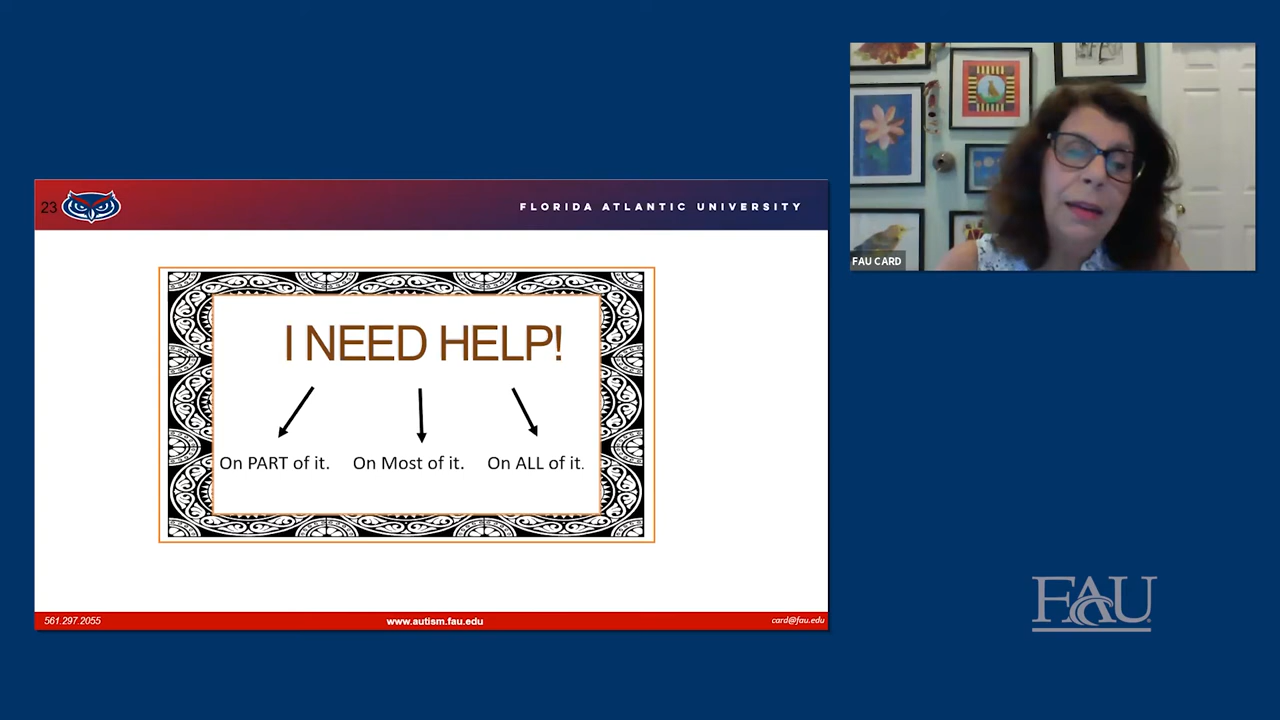 23
FLORIDA ATLANTIC UNIVERSITY
I NEED HELP!
On PART of it. On Most of it. On ALL of it.
561.297.2055 www.autism.fau.edu card@fau.edu
FAU CARD
FAU